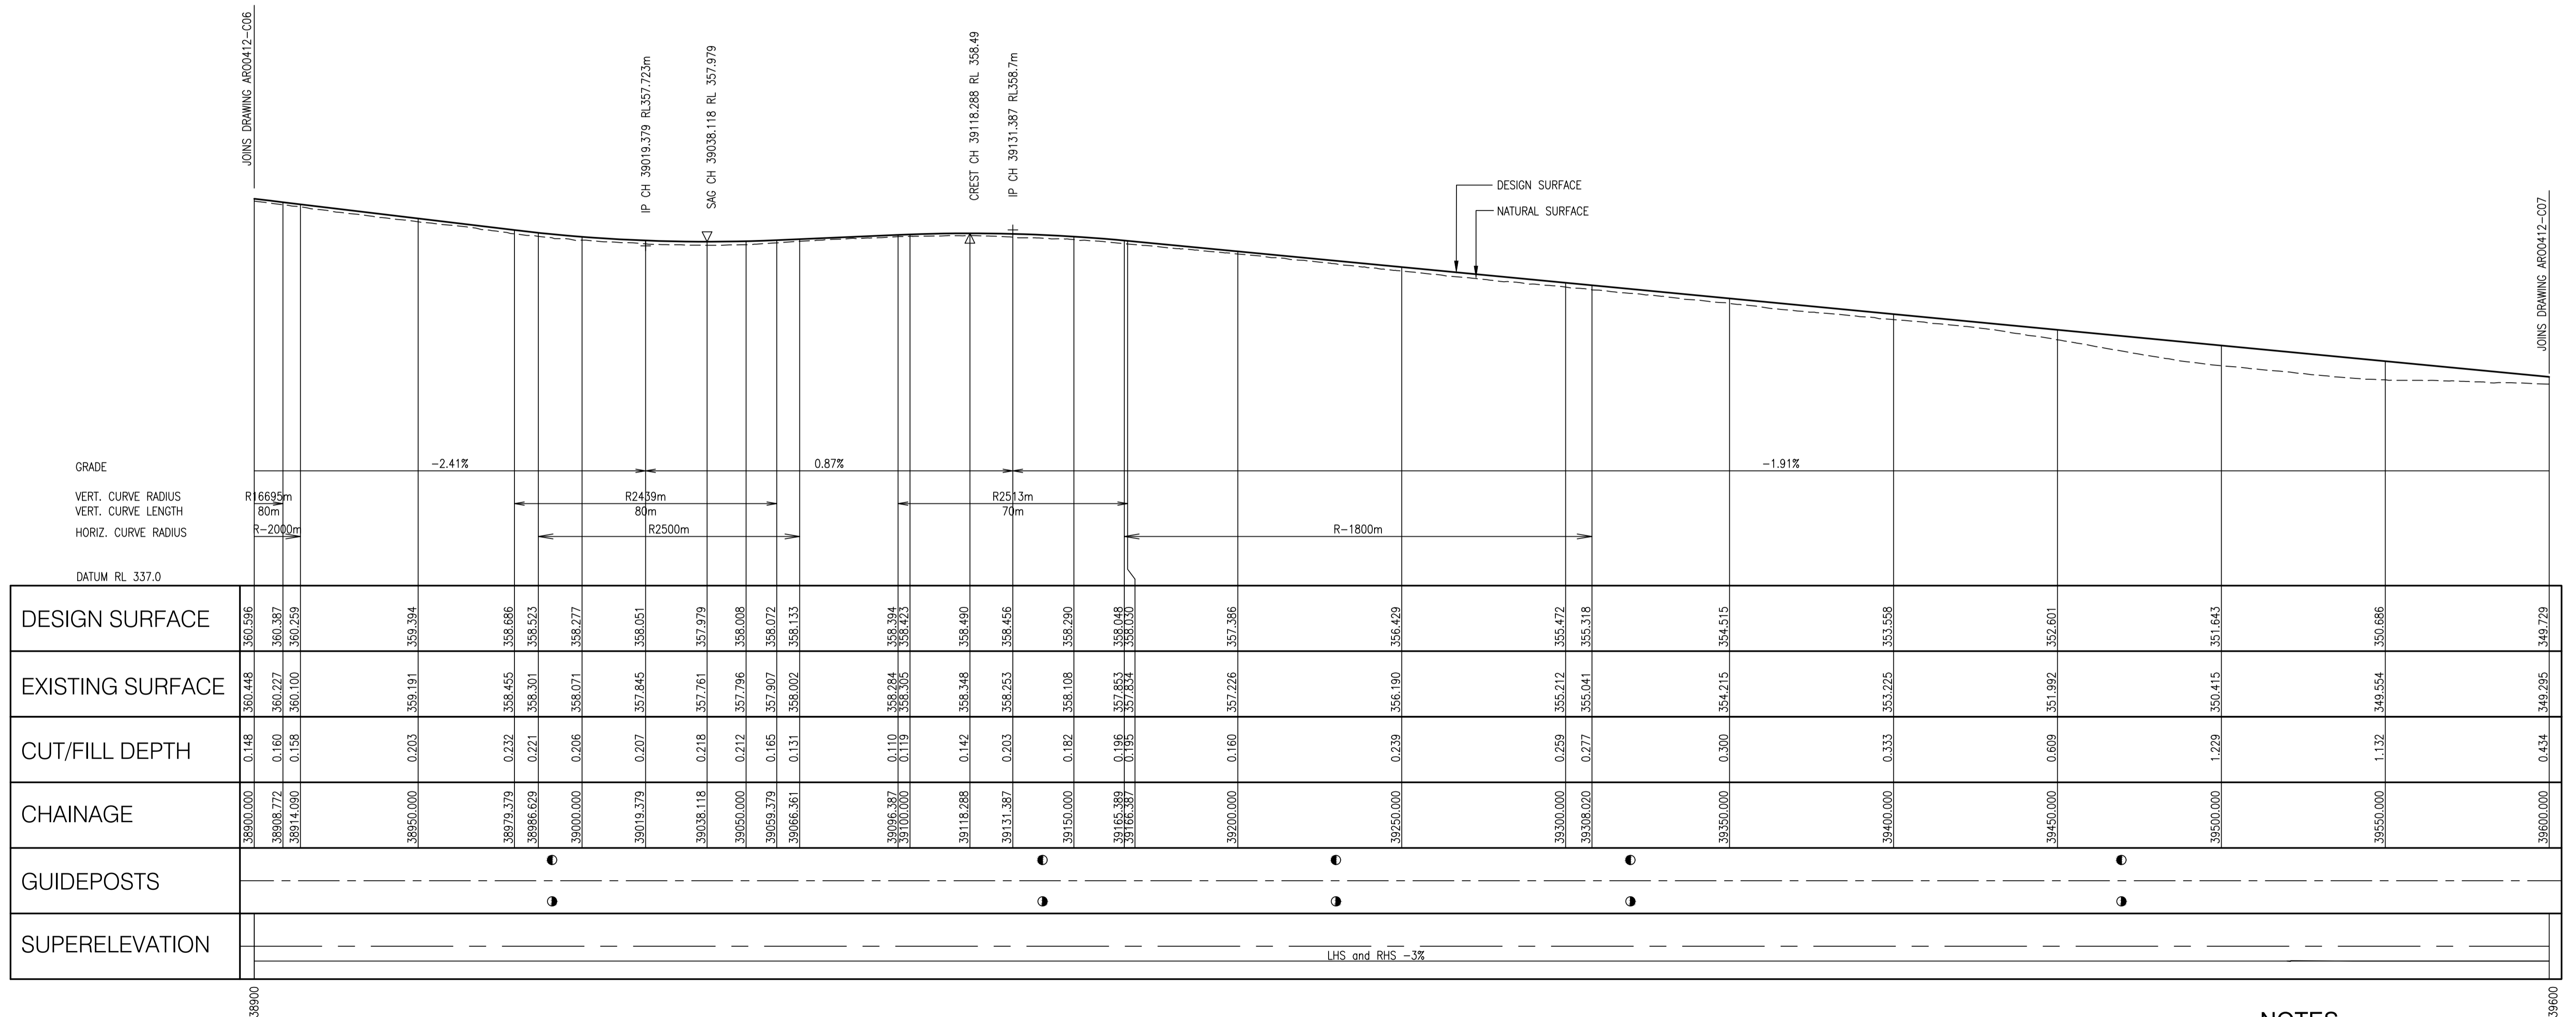 JOINS DRAWING ARO0412-C06
IP CH 39019.379 RL357.723m
SAG CH 39038.118 RL 357.979
CREST CH 39118.288 RL 358.49
IP CH 39131.387 RL358.7m
DESIGN SURFACE
NATURAL SURFACE
JOINS DRAWING ARO0412-C07
GRADE -2.41% 0.87% -1.91%
VERT. CURVE RADIUS R16695m R2439m R2513m
VERT. CURVE LENGTH 80m 80m 70m
HORIZ. CURVE RADIUS R-2000m R2500m R-1800m
DATUM RL 337.0
DESIGN SURFACE 360.596 360.387 360.259 359.394 358.686 358.523 358.277 358.051 357.979 358.008 358.072 358.133 358.394 358.423 358.490 358.456 358.290 358.048 358.030 357.386 356.429 355.472 355.318 354.515 353.558 352.601 351.643 350.686 349.729
EXISTING SURFACE 360.448 360.227 360.100 359.191 358.455 358.301 358.071 357.845 357.761 357.796 357.907 358.002 358.284 358.305 358.348 358.253 358.108 357.853 357.834 357.226 356.190 355.212 355.041 354.215 353.225 351.992 350.415 349.554 349.295
CUT/FILL DEPTH 0.148 0.160 0.158 0.203 0.232 0.221 0.206 0.207 0.218 0.212 0.165 0.131 0.110 0.119 0.142 0.203 0.182 0.196 0.195 0.160 0.239 0.259 0.277 0.300 0.333 0.609 1.229 1.132 0.434
CHAINAGE 38900.000 38908.772 38914.090 38950.000 38979.379 38986.629 39000.000 39019.379 39038.118 39050.000 39059.379 39066.361 39096.387 39100.000 39118.288 39131.387 39150.000 39165.389 39166.387 39200.000 39250.000 39300.000 39308.020 39350.000 39400.000 39450.000 39500.000 39550.000 39600.000
GUIDEPOSTS
SUPERELEVATION
LHS and RHS -3%
38900
39600
NOTES